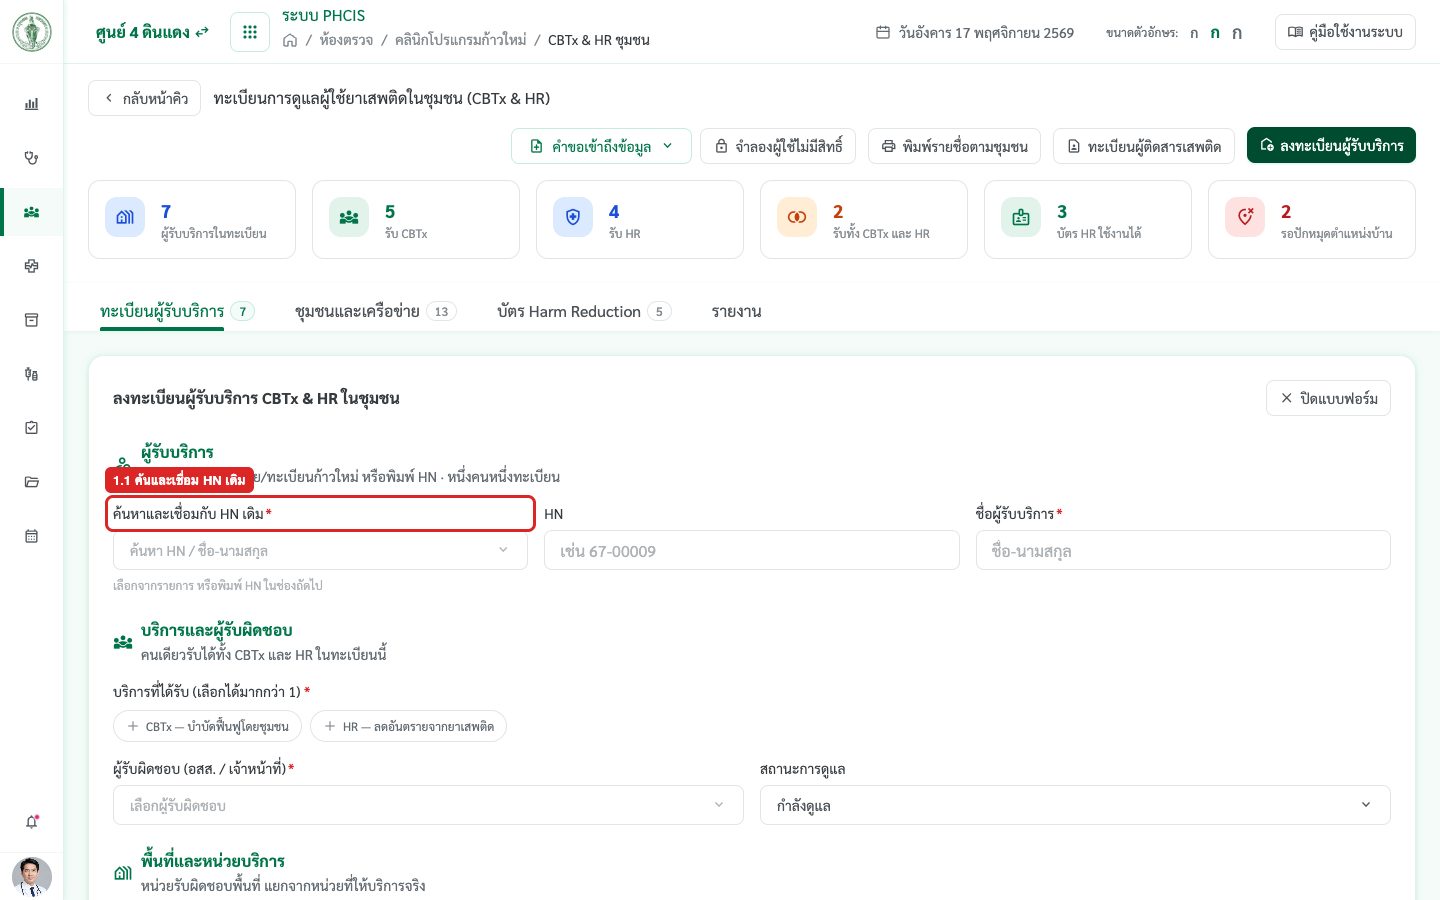 ศูนย์ 4 ดินแดง
ระบบ PHCIS
/ ห้องตรวจ / คลินิกโปรแกรมก้าวใหม่ / CBTx & HR ชุมชน
วันอังคาร 17 พฤศจิกายน 2569
ขนาดตัวอักษร: ก ก ก
คู่มือใช้งานระบบ
กลับหน้าคิว
ทะเบียนการดูแลผู้ใช้ยาเสพติดในชุมชน (CBTx & HR)
คำขอเข้าถึงข้อมูล
จำลองผู้ใช้ไม่มีสิทธิ์
พิมพ์รายชื่อตามชุมชน
ทะเบียนผู้ติดสารเสพติด
ลงทะเบียนผู้รับบริการ
7
ผู้รับบริการในทะเบียน
5
รับ CBTx
4
รับ HR
2
รับทั้ง CBTx และ HR
3
บัตร HR ใช้งานได้
2
รอปักหมุดตำแหน่งบ้าน
ทะเบียนผู้รับบริการ 7
ชุมชนและเครือข่าย 13
บัตร Harm Reduction 5
รายงาน
ลงทะเบียนผู้รับบริการ CBTx & HR ในชุมชน
ปิดแบบฟอร์ม
ผู้รับบริการ
ย/ทะเบียนก้าวใหม่ หรือพิมพ์ HN · หนึ่งคนหนึ่งทะเบียน
1.1 ค้นและเชื่อม HN เดิม
ค้นหาและเชื่อมกับ HN เดิม *
HN
ชื่อผู้รับบริการ *
ค้นหา HN / ชื่อ-นามสกุล
เช่น 67-00009
ชื่อ-นามสกุล
เลือกจากรายการ หรือพิมพ์ HN ในช่องถัดไป
บริการและผู้รับผิดชอบ
คนเดียวรับได้ทั้ง CBTx และ HR ในทะเบียนนี้
บริการที่ได้รับ (เลือกได้มากกว่า 1) *
CBTx — บำบัดฟื้นฟูโดยชุมชน
HR — ลดอันตรายจากยาเสพติด
ผู้รับผิดชอบ (อสส. / เจ้าหน้าที่) *
สถานะการดูแล
เลือกผู้รับผิดชอบ
กำลังดูแล
พื้นที่และหน่วยบริการ
หน่วยรับผิดชอบพื้นที่ แยกจากหน่วยที่ให้บริการจริง